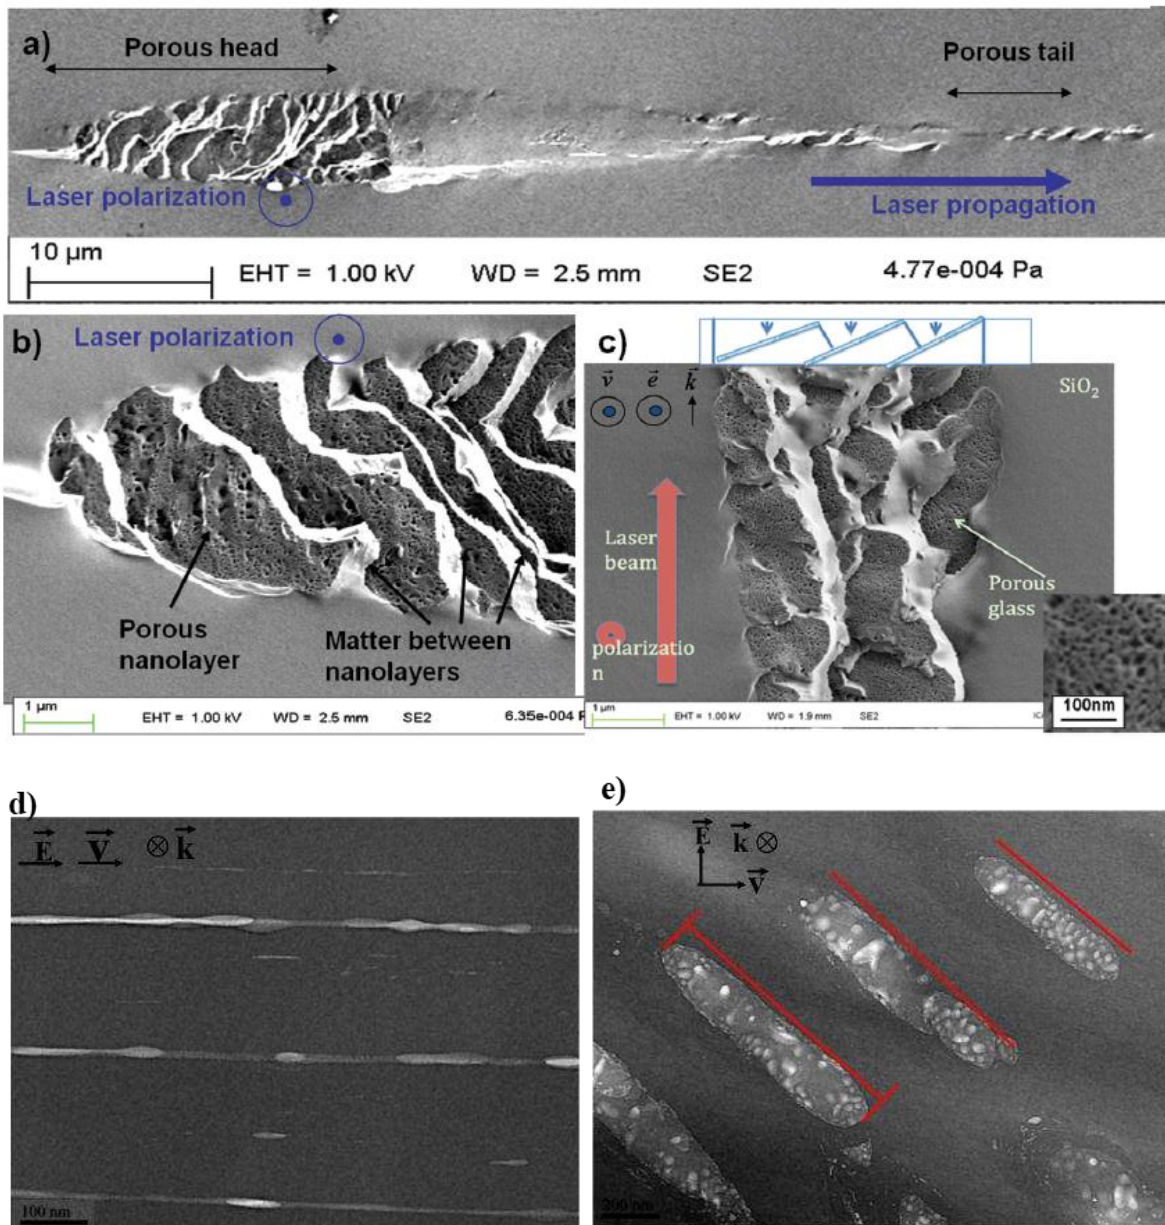 a)
Porous head
Porous tail
Laser polarization
Laser propagation
10 µm
EHT = 1.00 kV
WD = 2.5 mm
SE2
4.77e-004 Pa
b)
Laser polarization
Porous
nanolayer
Matter between
nanolayers
1 µm
EHT = 1.00 kV
WD = 2.5 mm
SE2
6.35e-004 P
c)
SiO₂
v e k
Laser
beam
polarizatio
n
Porous
glass
1 µm
EHT = 1.00 kV
WD = 1.9 mm
SE2
100nm
d)
E V ⊗ k
100 nm
e)
E k ⊗
V
200 nm